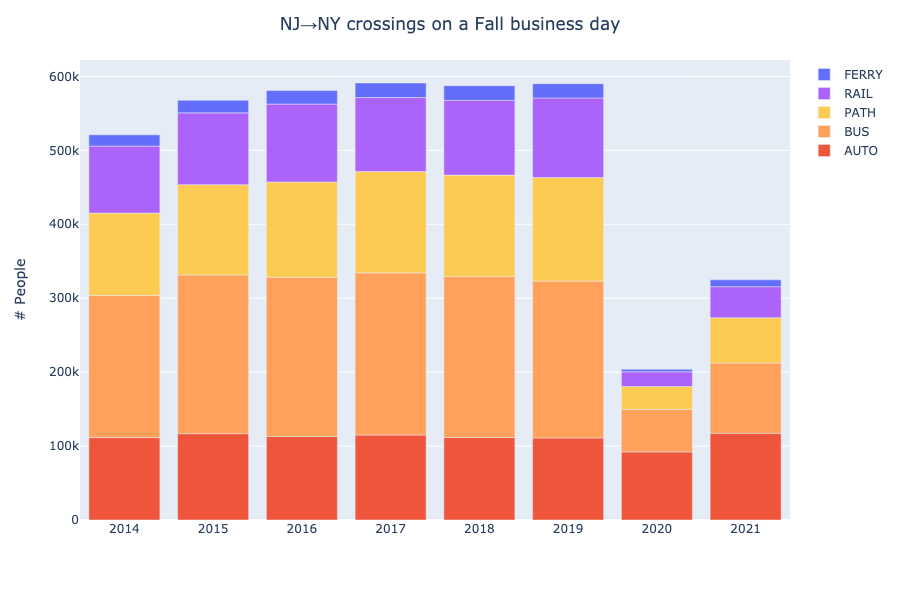 NJ→NY crossings on a Fall business day
FERRY
RAIL
PATH
BUS
AUTO
# People
600k
500k
400k
300k
200k
100k
0
2014 2015 2016 2017 2018 2019 2020 2021